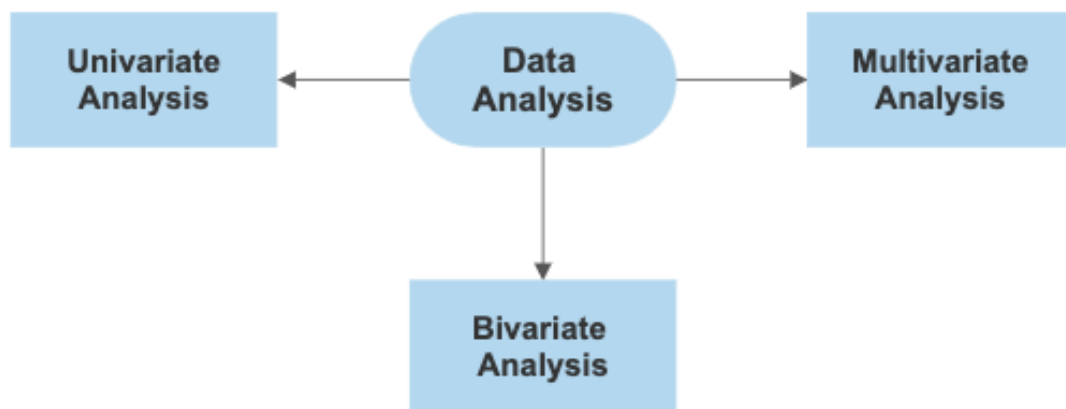 Univariate
Analysis
Data
Analysis
Multivariate
Analysis
Bivariate
Analysis